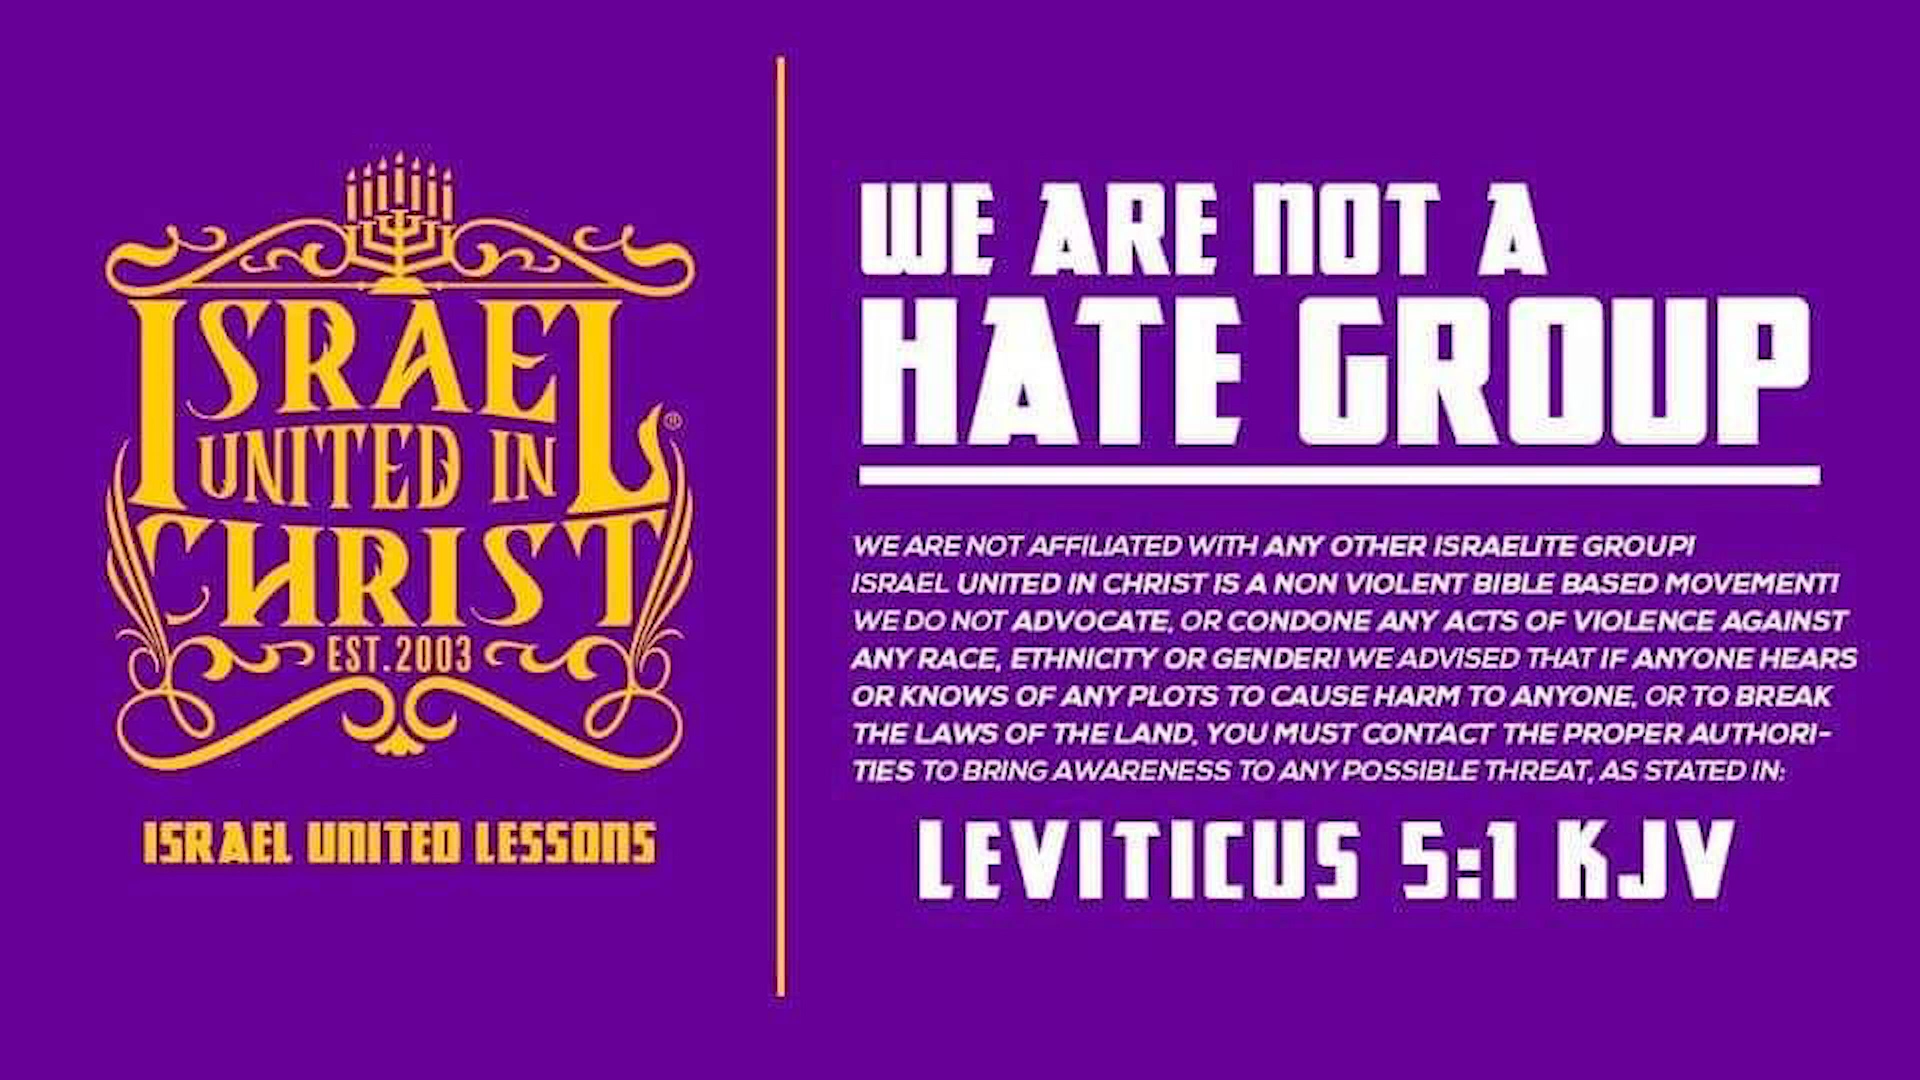 ISRAEL
UNITED IN
CHRIST
®
EST.2003
ISRAEL UNITED LESSONS
WE ARE NOT A
HATE GROUP
WE ARE NOT AFFILIATED WITH ANY OTHER ISRAELITE GROUP!
ISRAEL UNITED IN CHRIST IS A NON VIOLENT BIBLE BASED MOVEMENT!
WE DO NOT ADVOCATE, OR CONDONE ANY ACTS OF VIOLENCE AGAINST
ANY RACE, ETHNICITY OR GENDER! WE ADVISED THAT IF ANYONE HEARS
OR KNOWS OF ANY PLOTS TO CAUSE HARM TO ANYONE, OR TO BREAK
THE LAWS OF THE LAND, YOU MUST CONTACT THE PROPER AUTHORI-
TIES TO BRING AWARENESS TO ANY POSSIBLE THREAT, AS STATED IN:
LEVITICUS 5:1 KJV